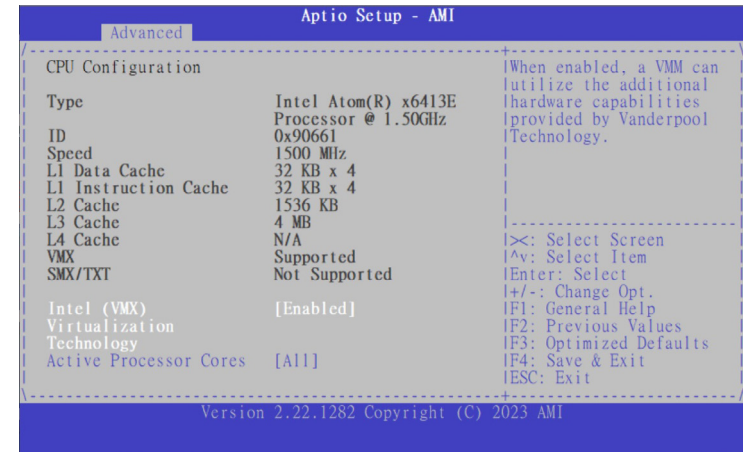 Aptio Setup - AMI
Advanced
CPU Configuration
Type Intel Atom(R) x6413E
Processor @ 1.50GHz
ID 0x90661
Speed 1500 MHz
L1 Data Cache 32 KB x 4
L1 Instruction Cache 32 KB x 4
L2 Cache 1536 KB
L3 Cache 4 MB
L4 Cache N/A
VMX Supported
SMX/TXT Not Supported
Intel (VMX) [Enabled]
Virtualization
Technology
Active Processor Cores [All]
When enabled, a VMM can
utilize the additional
hardware capabilities
provided by Vanderpool
Technology.
><: Select Screen
^v: Select Item
Enter: Select
+/-: Change Opt.
F1: General Help
F2: Previous Values
F3: Optimized Defaults
F4: Save & Exit
ESC: Exit
Version 2.22.1282 Copyright (C) 2023 AMI